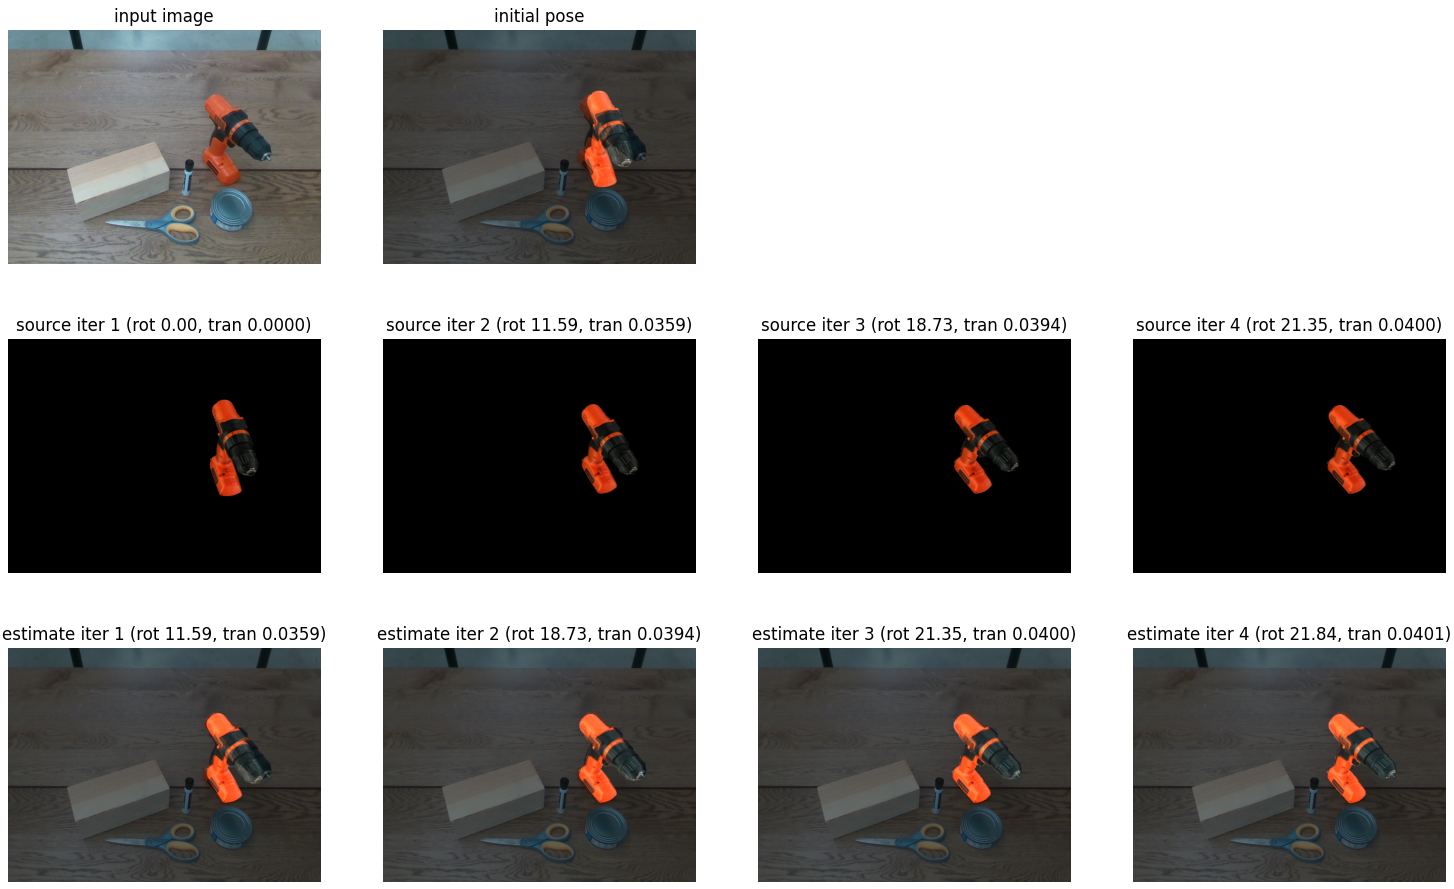 input image
initial pose
source iter 1 (rot 0.00, tran 0.0000)
source iter 2 (rot 11.59, tran 0.0359)
source iter 3 (rot 18.73, tran 0.0394)
source iter 4 (rot 21.35, tran 0.0400)
estimate iter 1 (rot 11.59, tran 0.0359)
estimate iter 2 (rot 18.73, tran 0.0394)
estimate iter 3 (rot 21.35, tran 0.0400)
estimate iter 4 (rot 21.84, tran 0.0401)